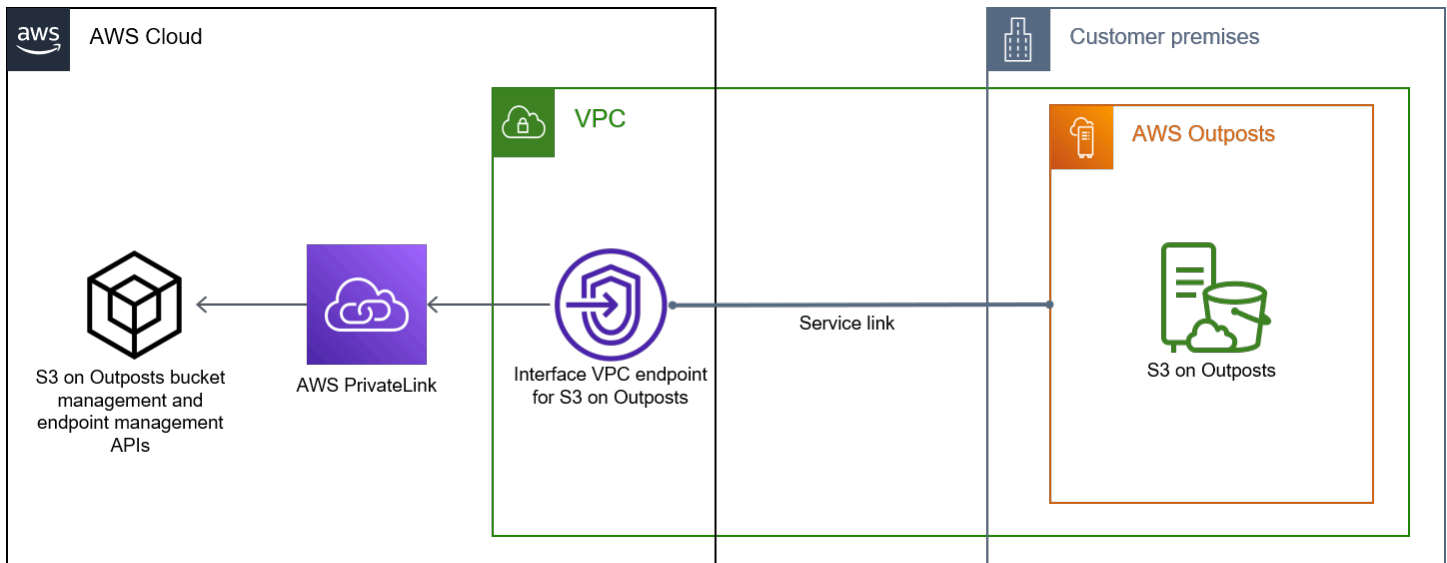 aws
AWS Cloud
Customer premises
VPC
AWS Outposts
Service link
S3 on Outposts bucket
management and
endpoint management
APIs
AWS PrivateLink
Interface VPC endpoint
for S3 on Outposts
S3 on Outposts